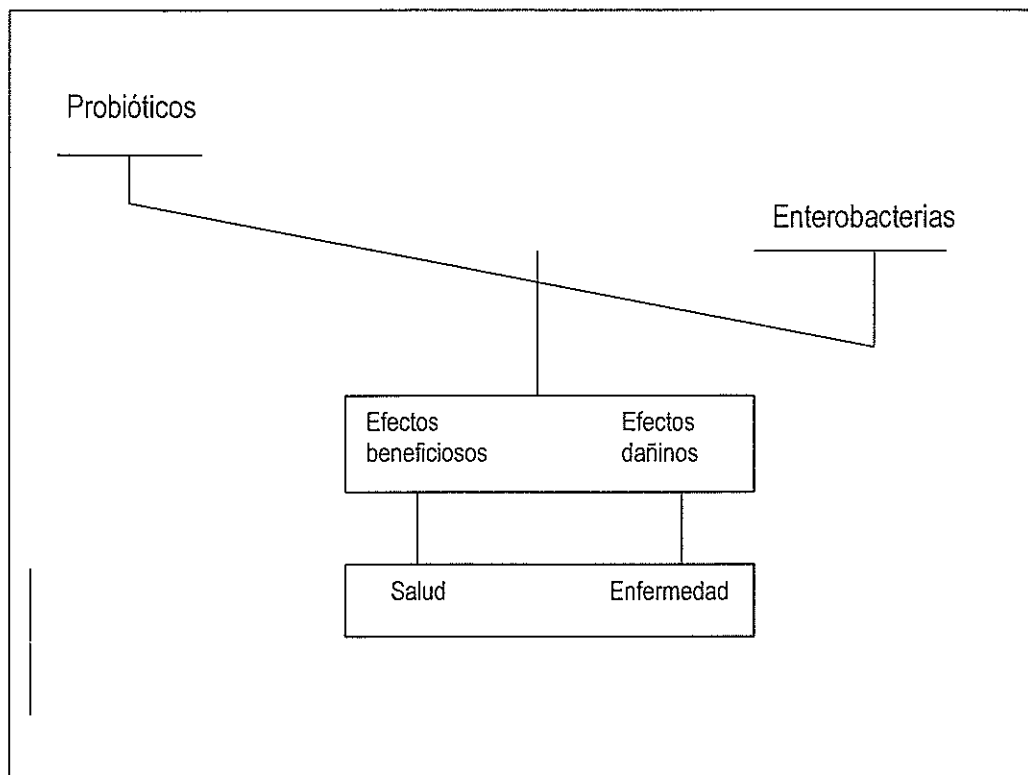 Probióticos
Enterobacterias
Efectos
beneficiosos
Efectos
dañinos
Salud
Enfermedad